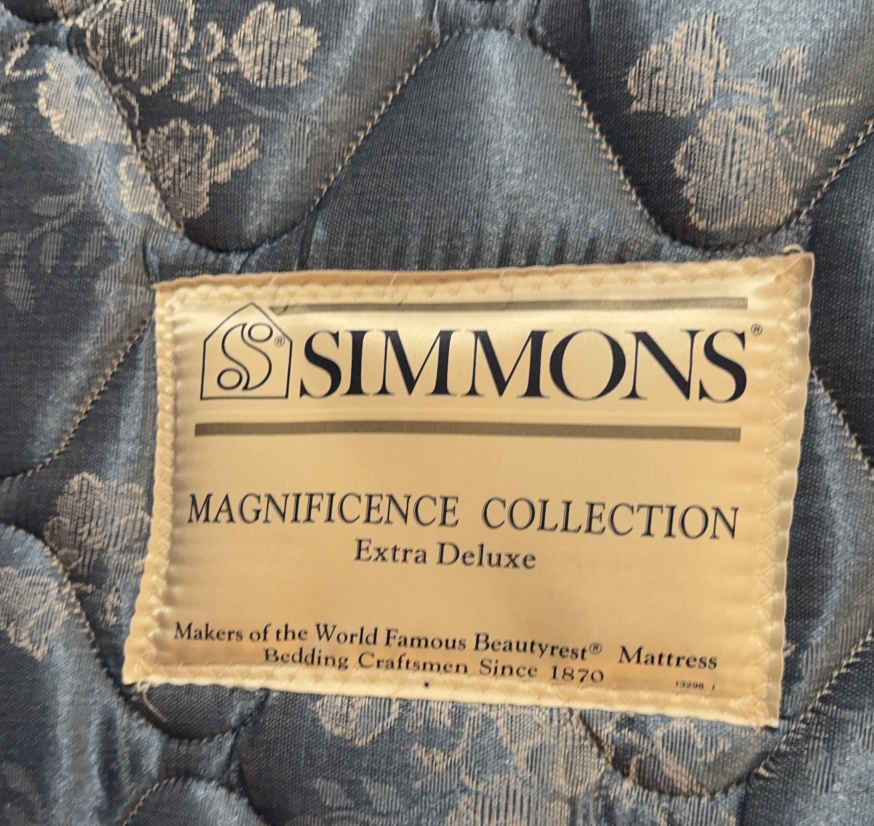 SIMMONS®
MAGNIFICENCE COLLECTION
Extra Deluxe
Makers of the World Famous Beautyrest® Mattress
Bedding Craftsmen Since 1870